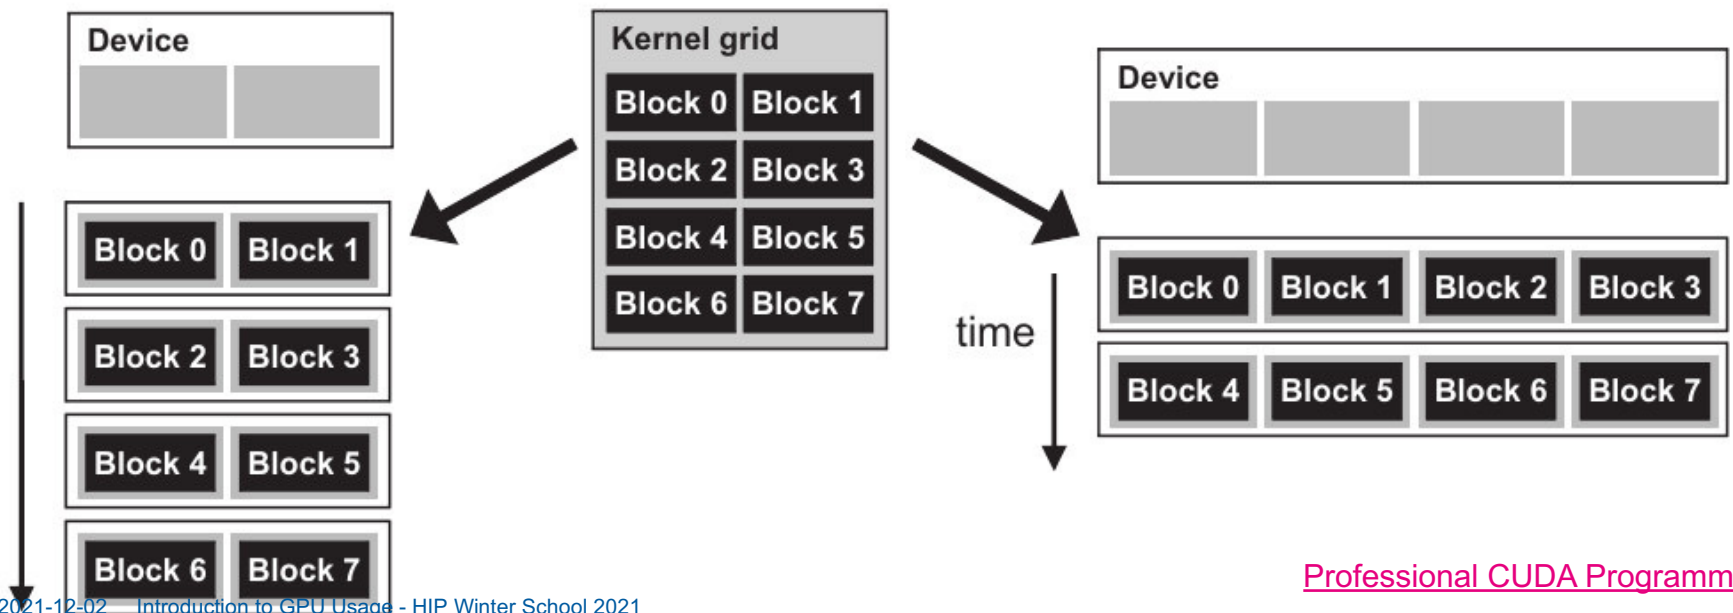 Device
Block 0 Block 1
Block 2 Block 3
Block 4 Block 5
Block 6 Block 7
Kernel grid
Block 0 Block 1
Block 2 Block 3
Block 4 Block 5
Block 6 Block 7
Device
time
Block 0 Block 1 Block 2 Block 3
Block 4 Block 5 Block 6 Block 7
Professional CUDA Programm
2021-12-02 Introduction to GPU Usage - HIP Winter School 2021